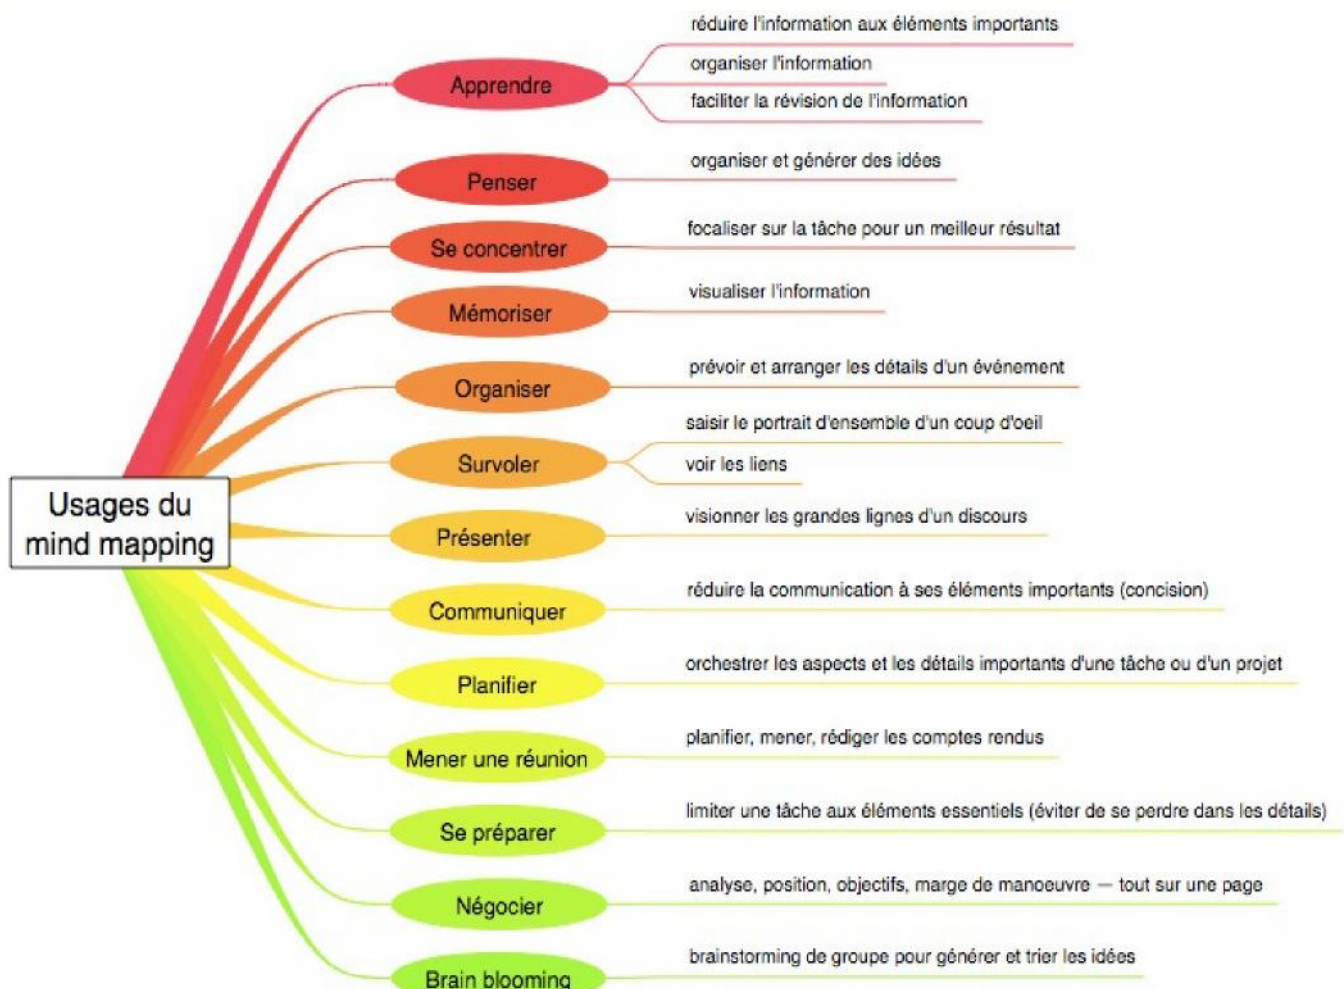 Usages du
mind mapping
Apprendre
réduire l'information aux éléments importants
organiser l'information
faciliter la révision de l'information
Penser
organiser et générer des idées
Se concentrer
focaliser sur la tâche pour un meilleur résultat
Mémoriser
visualiser l'information
Organiser
prévoir et arranger les détails d'un événement
Survoler
saisir le portrait d'ensemble d'un coup d'oeil
voir les liens
Présenter
visionner les grandes lignes d'un discours
Communiquer
réduire la communication à ses éléments importants (concision)
Planifier
orchestrer les aspects et les détails importants d'une tâche ou d'un projet
Mener une réunion
planifier, mener, rédiger les comptes rendus
Se préparer
limiter une tâche aux éléments essentiels (éviter de se perdre dans les détails)
Négocier
analyse, position, objectifs, marge de manoeuvre — tout sur une page
Brain blooming
brainstorming de groupe pour générer et trier les idées